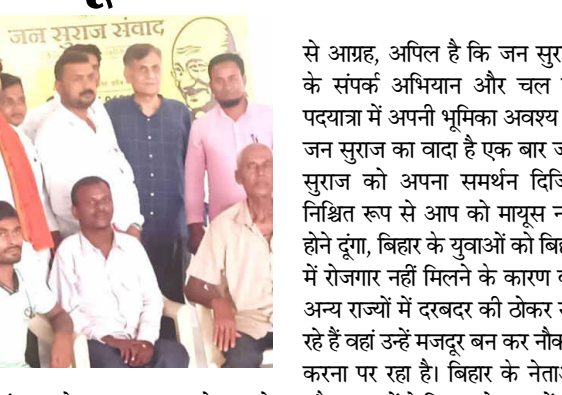 जन सुराज संवाद
से आग्रह, अपिल है कि जन सुरा
के संपर्क अभियान और चल
पदयात्रा में अपनी भूमिका अवश्य
जन सुराज का वादा है एक बार ज
सुराज को अपना समर्थन दिजि
निश्चित रूप से आप को मायूस न
होने दूंगा, बिहार के युवाओं को बिह
में रोजगार नहीं मिलने के कारण
अन्य राज्यों में दरबदर की ठोकर
रहे हैं वहां उन्हें मजदूर बन कर नौक
करना पर रहा है। बिहार के नेता